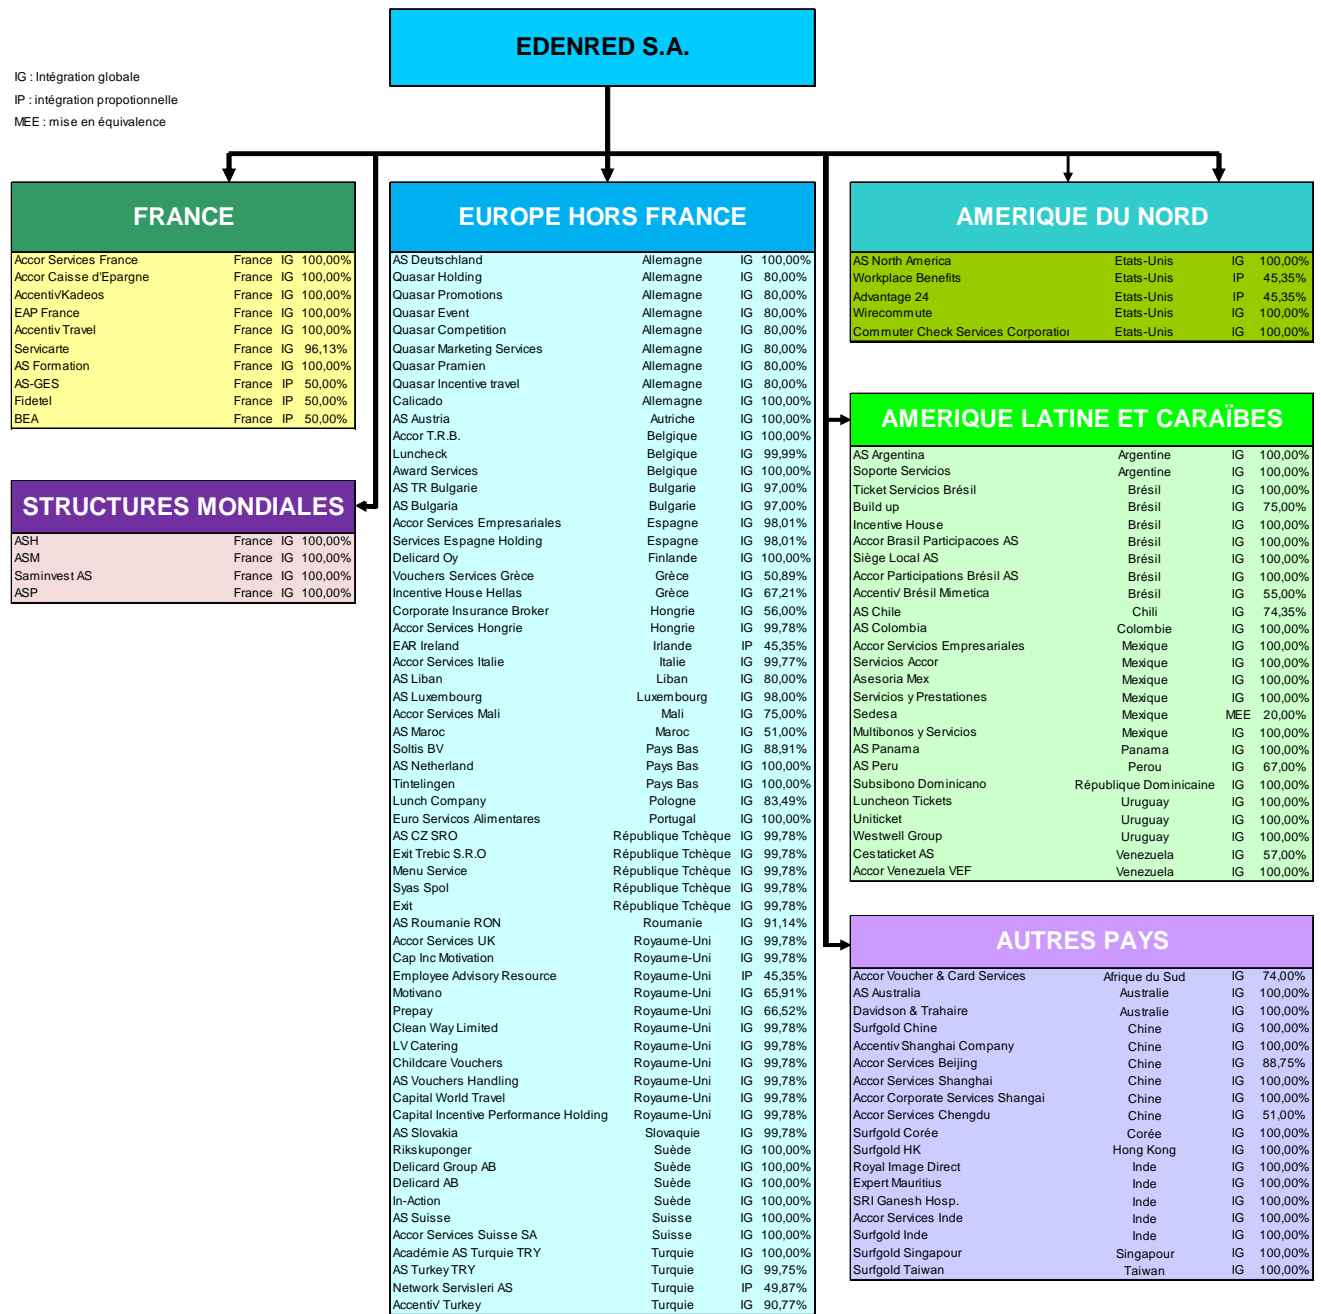 EDENRED S.A.
IG : Intégration globale
IP : intégration propotionnelle
MEE : mise en équivalence
FRANCE
Accor Services France France IG 100,00%
Accor Caisse d'Epargne France IG 100,00%
Accentiv'Kadeos France IG 100,00%
EAP France France IG 100,00%
Accentiv Travel France IG 100,00%
Servicarte France IG 96,13%
AS Formation France IG 100,00%
AS-GES France IP 50,00%
Fidetel France IP 50,00%
BEA France IP 50,00%
STRUCTURES MONDIALES
ASH France IG 100,00%
ASM France IG 100,00%
Saminvest AS France IG 100,00%
ASP France IG 100,00%
EUROPE HORS FRANCE
AS Deutschland Allemagne IG 100,00%
Quasar Holding Allemagne IG 80,00%
Quasar Promotions Allemagne IG 80,00%
Quasar Event Allemagne IG 80,00%
Quasar Competition Allemagne IG 80,00%
Quasar Marketing Services Allemagne IG 80,00%
Quasar Pramien Allemagne IG 80,00%
Quasar Incentive travel Allemagne IG 80,00%
Calicado Allemagne IG 100,00%
AS Austria Autriche IG 100,00%
Accor T.R.B. Belgique IG 100,00%
Luncheck Belgique IG 99,99%
Award Services Belgique IG 100,00%
AS TR Bulgarie Bulgarie IG 97,00%
AS Bulgaria Bulgarie IG 97,00%
Accor Services Empresariales Espagne IG 98,01%
Services Espagne Holding Espagne IG 98,01%
Delicard Oy Finlande IG 100,00%
Vouchers Services Grèce Grèce IG 50,89%
Incentive House Hellas Grèce IG 67,21%
Corporate Insurance Broker Hongrie IG 56,00%
Accor Services Hongrie Hongrie IG 99,78%
EAR Ireland Irlande IP 45,35%
Accor Services Italie Italie IG 99,77%
AS Liban Liban IG 80,00%
AS Luxembourg Luxembourg IG 98,00%
Accor Services Mali Mali IG 75,00%
AS Maroc Maroc IG 51,00%
Soltis BV Pays Bas IG 88,91%
AS Netherland Pays Bas IG 100,00%
Tintelingen Pays Bas IG 100,00%
Lunch Company Pologne IG 83,49%
Euro Servicos Alimentares Portugal IG 100,00%
AS CZ SRO République Tchèque IG 99,78%
Exit Trebic S.R.O République Tchèque IG 99,78%
Menu Service République Tchèque IG 99,78%
Syas Spol République Tchèque IG 99,78%
Exit République Tchèque IG 99,78%
AS Roumanie RON Roumanie IG 91,14%
Accor Services UK Royaume-Uni IG 99,78%
Cap Inc Motivation Royaume-Uni IG 99,78%
Employee Advisory Resource Royaume-Uni IP 45,35%
Motivano Royaume-Uni IG 65,91%
Prepay Royaume-Uni IG 66,52%
Clean Way Limited Royaume-Uni IG 99,78%
LV Catering Royaume-Uni IG 99,78%
Childcare Vouchers Royaume-Uni IG 99,78%
AS Vouchers Handling Royaume-Uni IG 99,78%
Capital World Travel Royaume-Uni IG 99,78%
Capital Incentive Performance Holding Royaume-Uni IG 99,78%
AS Slovakia Slovaquie IG 99,78%
Rikskuponger Suède IG 100,00%
Delicard Group AB Suède IG 100,00%
Delicard AB Suède IG 100,00%
In-Action Suède IG 100,00%
AS Suisse Suisse IG 100,00%
Accor Services Suisse SA Suisse IG 100,00%
Académie AS Turquie TRY Turquie IG 100,00%
AS Turkey TRY Turquie IG 99,75%
Network Servisleri AS Turquie IP 49,87%
Accentiv' Turkey Turquie IG 90,77%
AMERIQUE DU NORD
AS North America Etats-Unis IG 100,00%
Workplace Benefits Etats-Unis IP 45,35%
Advantage 24 Etats-Unis IP 45,35%
Wirecommute Etats-Unis IG 100,00%
Commuter Check Services Corporation Etats-Unis IG 100,00%
AMERIQUE LATINE ET CARAÏBES
AS Argentina Argentine IG 100,00%
Soporte Servicios Argentine IG 100,00%
Ticket Servicios Brésil Brésil IG 100,00%
Build up Brésil IG 75,00%
Incentive House Brésil IG 100,00%
Accor Brasil Participacoes AS Brésil IG 100,00%
Siège Local AS Brésil IG 100,00%
Accor Participations Brésil AS Brésil IG 100,00%
Accentiv' Brésil Mimetica Brésil IG 55,00%
AS Chile Chili IG 74,35%
AS Colombia Colombie IG 100,00%
Accor Servicios Empresariales Mexique IG 100,00%
Servicios Accor Mexique IG 100,00%
Asesoria Mex Mexique IG 100,00%
Servicios y Prestationes Mexique IG 100,00%
Sedesa Mexique MEE 20,00%
Multibonos y Servicios Mexique IG 100,00%
AS Panama Panama IG 100,00%
AS Peru Perou IG 67,00%
Subsibono Dominicano République Dominicaine IG 100,00%
Luncheon Tickets Uruguay IG 100,00%
Uniticket Uruguay IG 100,00%
Westwell Group Uruguay IG 100,00%
Cestaticket AS Venezuela IG 57,00%
Accor Venezuela VEF Venezuela IG 100,00%
AUTRES PAYS
Accor Voucher & Card Services Afrique du Sud IG 74,00%
AS Australia Australie IG 100,00%
Davidson & Trahaire Australie IG 100,00%
Surfgold Chine Chine IG 100,00%
Accentiv Shanghai Company Chine IG 100,00%
Accor Services Beijing Chine IG 88,75%
Accor Services Shanghai Chine IG 100,00%
Accor Corporate Services Shangai Chine IG 100,00%
Accor Services Chengdu Chine IG 51,00%
Surfgold Corée Corée IG 100,00%
Surfgold HK Hong Kong IG 100,00%
Royal Image Direct Inde IG 100,00%
Expert Mauritius Inde IG 100,00%
SRI Ganesh Hosp. Inde IG 100,00%
Accor Services Inde Inde IG 100,00%
Surfgold Inde Inde IG 100,00%
Surfgold Singapour Singapour IG 100,00%
Surfgold Taiwan Taiwan IG 100,00%